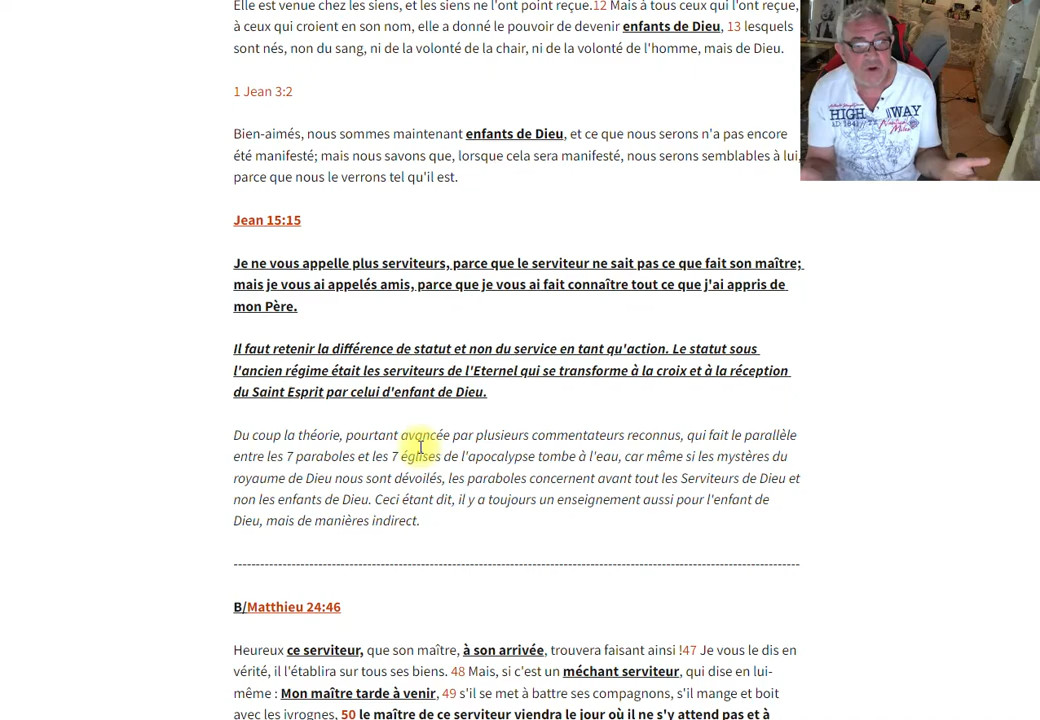 Elle est venue chez les siens, et les siens ne l'ont point reçue.12 Mais à tous ceux qui l'ont reçue,
à ceux qui croient en son nom, elle a donné le pouvoir de devenir enfants de Dieu, 13 lesquels
sont nés, non du sang, ni de la volonté de la chair, ni de la volonté de l'homme, mais de Dieu.
1 Jean 3:2
Bien-aimés, nous sommes maintenant enfants de Dieu, et ce que nous serons n'a pas encore
été manifesté; mais nous savons que, lorsque cela sera manifesté, nous serons semblables à lui,
parce que nous le verrons tel qu'il est.
Jean 15:15
Je ne vous appelle plus serviteurs, parce que le serviteur ne sait pas ce que fait son maître;
mais je vous ai appelés amis, parce que je vous ai fait connaître tout ce que j'ai appris de
mon Père.
Il faut retenir la différence de statut et non du service en tant qu'action. Le statut sous
l'ancien régime était les serviteurs de l'Eternel qui se transforme à la croix et à la réception
du Saint Esprit par celui d'enfant de Dieu.
Du coup la théorie, pourtant avancée par plusieurs commentateurs reconnus, qui fait le parallèle
entre les 7 paraboles et les 7 églises de l'apocalypse tombe à l'eau, car même si les mystères du
royaume de Dieu nous sont dévoilés, les paraboles concernent avant tout les Serviteurs de Dieu et
non les enfants de Dieu. Ceci étant dit, il y a toujours un enseignement aussi pour l'enfant de
Dieu, mais de manières indirect.
B/Matthieu 24:46
Heureux ce serviteur, que son maître, à son arrivée, trouvera faisant ainsi !47 Je vous le dis en
vérité, il l'établira sur tous ses biens. 48 Mais, si c'est un méchant serviteur, qui dise en lui-
même : Mon maître tarde à venir, 49 s'il se met à battre ses compagnons, s'il mange et boit
avec les ivrognes, 50 le maître de ce serviteur viendra le jour où il ne s'y attend pas et à
HIGH WAY